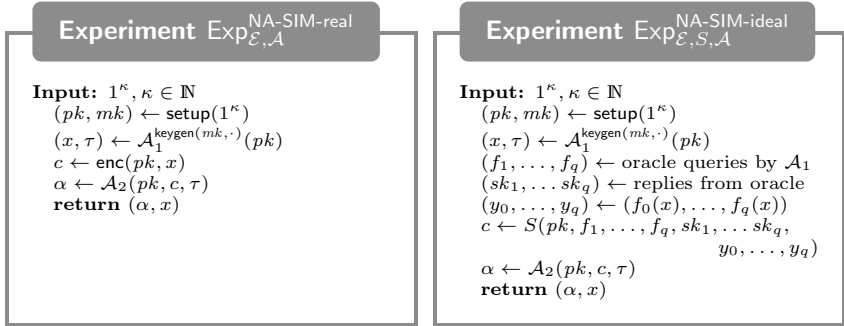 Experiment Exp^{NA-SIM-real}_{ℰ,𝒜}
Input: 1^κ, κ ∈ ℕ
(pk, mk) ← setup(1^κ)
(x, τ) ← 𝒜_1^{keygen(mk,·)}(pk)
c ← enc(pk, x)
α ← 𝒜_2(pk, c, τ)
return (α, x)
Experiment Exp^{NA-SIM-ideal}_{ℰ,S,𝒜}
Input: 1^κ, κ ∈ ℕ
(pk, mk) ← setup(1^κ)
(x, τ) ← 𝒜_1^{keygen(mk,·)}(pk)
(f_1, . . . , f_q) ← oracle queries by 𝒜_1
(sk_1, . . . sk_q) ← replies from oracle
(y_0, . . . , y_q) ← (f_0(x), . . . , f_q(x))
c ← S(pk, f_1, . . . , f_q, sk_1, . . . sk_q,
y_0, . . . , y_q)
α ← 𝒜_2(pk, c, τ)
return (α, x)